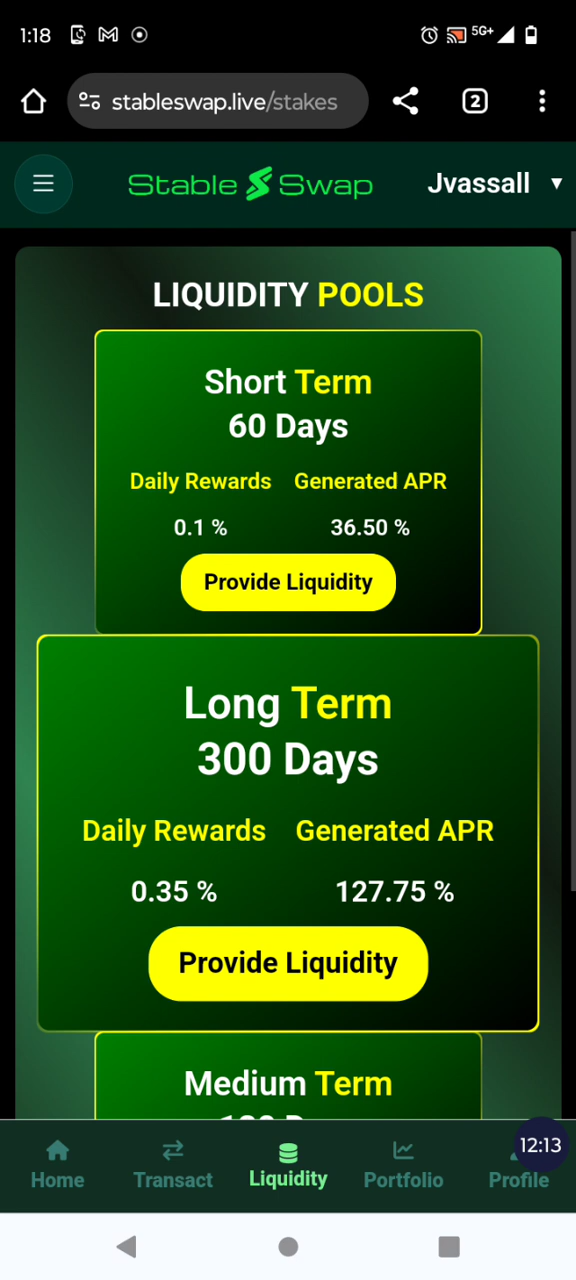 1:18
5G+
stableswap.live/stakes
2
Stable Swap
Jvassall
LIQUIDITY POOLS
Short Term
60 Days
Daily Rewards Generated APR
0.1 % 36.50 %
Provide Liquidity
Long Term
300 Days
Daily Rewards Generated APR
0.35 % 127.75 %
Provide Liquidity
Medium Term
12:13
Home Transact Liquidity Portfolio Profile